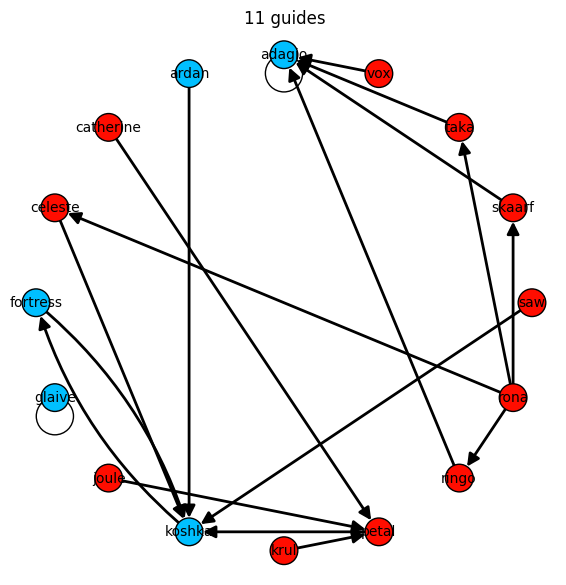 11 guides
adagio
ardan
vox
catherine
taka
celeste
skaarf
fortress
saw
glaive
rona
joule
ringo
koshka
petal
krul